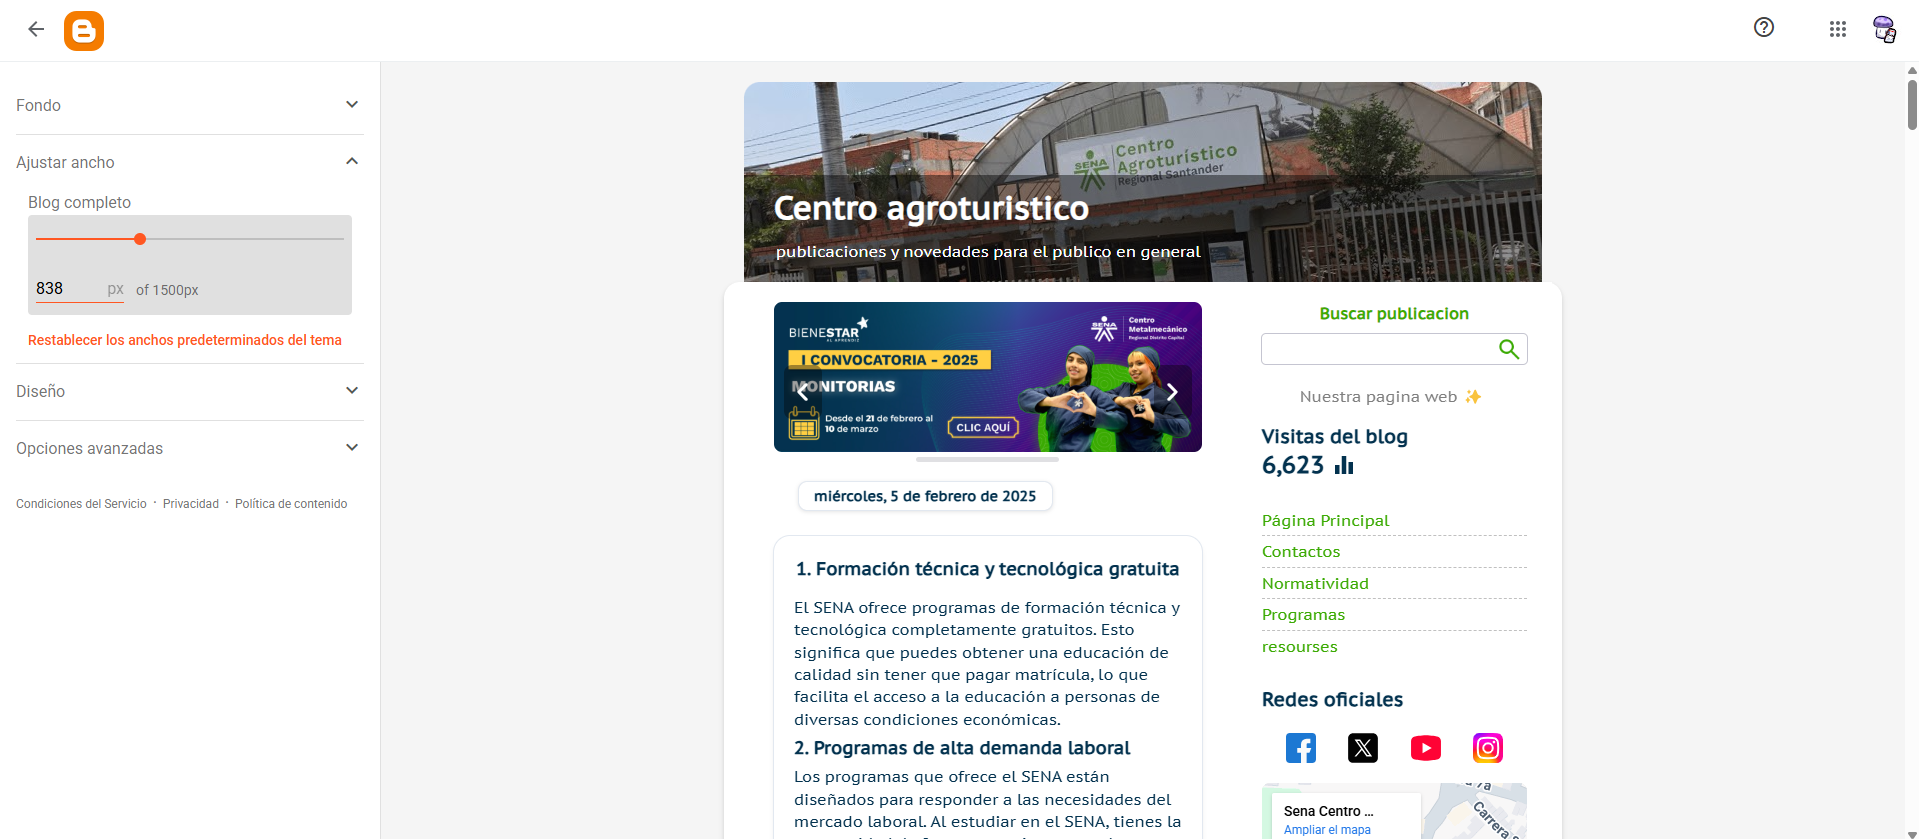 Fondo
Ajustar ancho
Blog completo
838 px of 1500px
Restablecer los anchos predeterminados del tema
Diseño
Opciones avanzadas
Condiciones del Servicio · Privacidad · Política de contenido
SENA
Centro
Agroturístico
Regional Santander
Centro agroturistico
publicaciones y novedades para el publico en general
BIENESTAR
AL APRENDIZ
SENA
Centro
Metalmecánico
Regional Distrito Capital
I CONVOCATORIA - 2025
MONITORIAS
Desde el 21 de febrero al
10 de marzo
CLIC AQUÍ
miércoles, 5 de febrero de 2025
1. Formación técnica y tecnológica gratuita
El SENA ofrece programas de formación técnica y
tecnológica completamente gratuitos. Esto
significa que puedes obtener una educación de
calidad sin tener que pagar matrícula, lo que
facilita el acceso a la educación a personas de
diversas condiciones económicas.
2. Programas de alta demanda laboral
Los programas que ofrece el SENA están
diseñados para responder a las necesidades del
mercado laboral. Al estudiar en el SENA, tienes la
Buscar publicacion
Nuestra pagina web ✨
Visitas del blog
6,623
Página Principal
Contactos
Normatividad
Programas
resourses
Redes oficiales
Sena Centro ...
Ampliar el mapa
Carrera